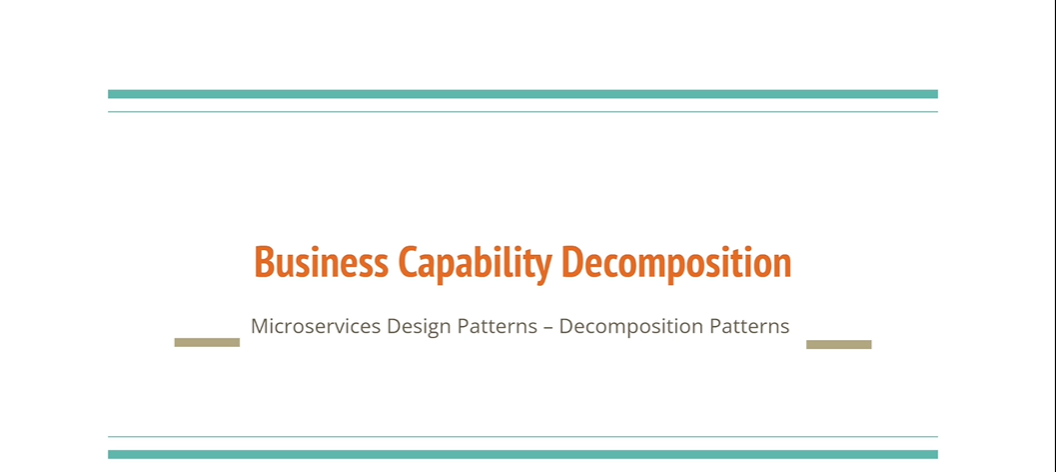 Business Capability Decomposition
Microservices Design Patterns – Decomposition Patterns